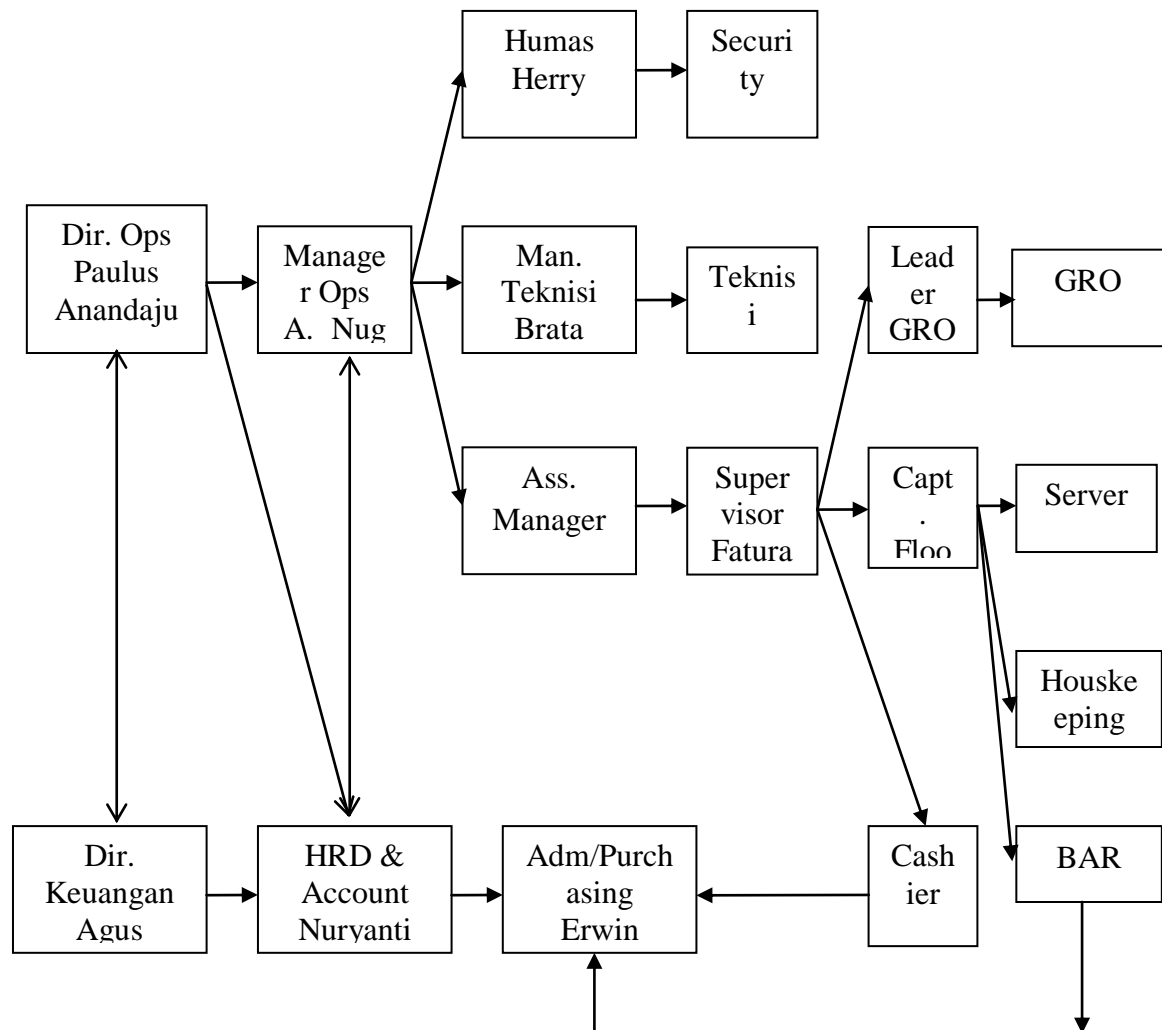 Humas
Herry
Securi
ty
Dir. Ops
Paulus
Anandaju
Manage
r Ops
A. Nug
Man.
Teknisi
Brata
Teknis
i
Lead
er
GRO
GRO
Ass.
Manager
Super
visor
Fatura
Capt
.
Floo
Server
Houske
eping
Dir.
Keuangan
Agus
HRD &
Account
Nuryanti
Adm/Purch
asing
Erwin
Cash
ier
BAR